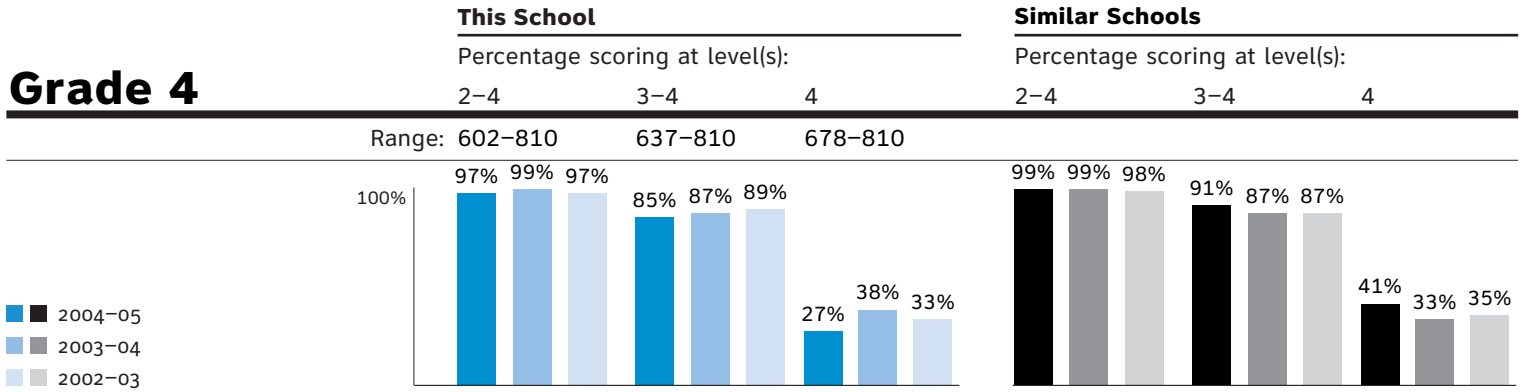 This School Similar Schools
Percentage scoring at level(s): Percentage scoring at level(s):
Grade 4
2–4 3–4 4 2–4 3–4 4
Range: 602–810 637–810 678–810
97% 99% 97% 85% 87% 89% 27% 38% 33% 99% 99% 98% 91% 87% 87% 41% 33% 35%
100%
2004–05
2003–04
2002–03